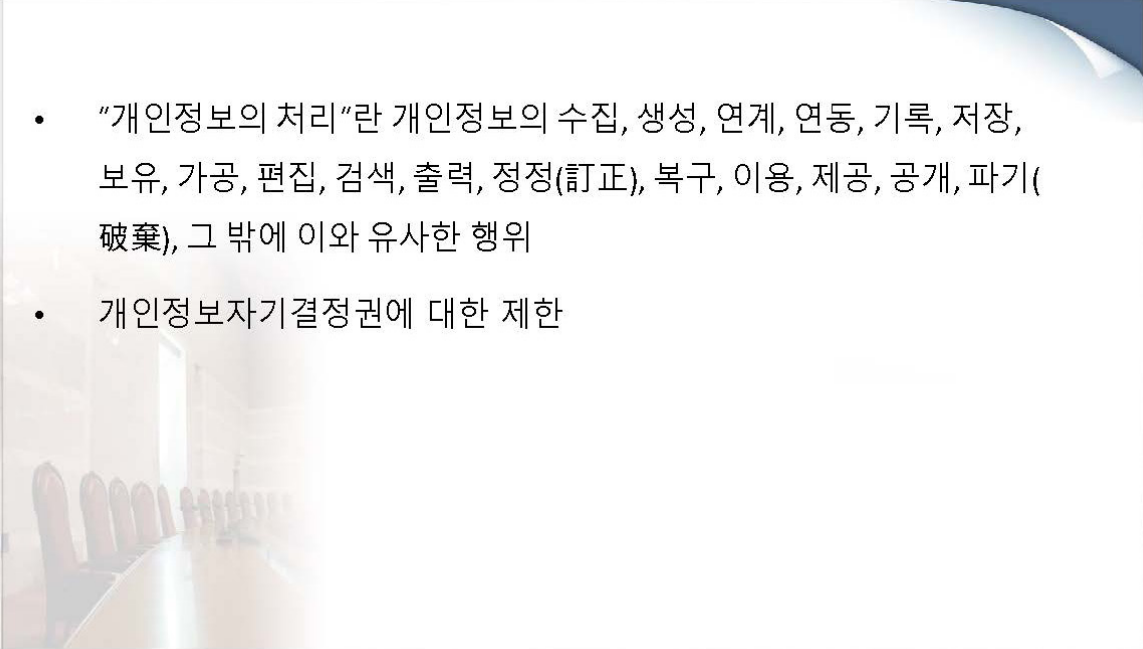 • "개인정보의 처리"란 개인정보의 수집, 생성, 연계, 연동, 기록, 저장,
보유, 가공, 편집, 검색, 출력, 정정(訂正), 복구, 이용, 제공, 공개, 파기(
破棄), 그 밖에 이와 유사한 행위
• 개인정보자기결정권에 대한 제한